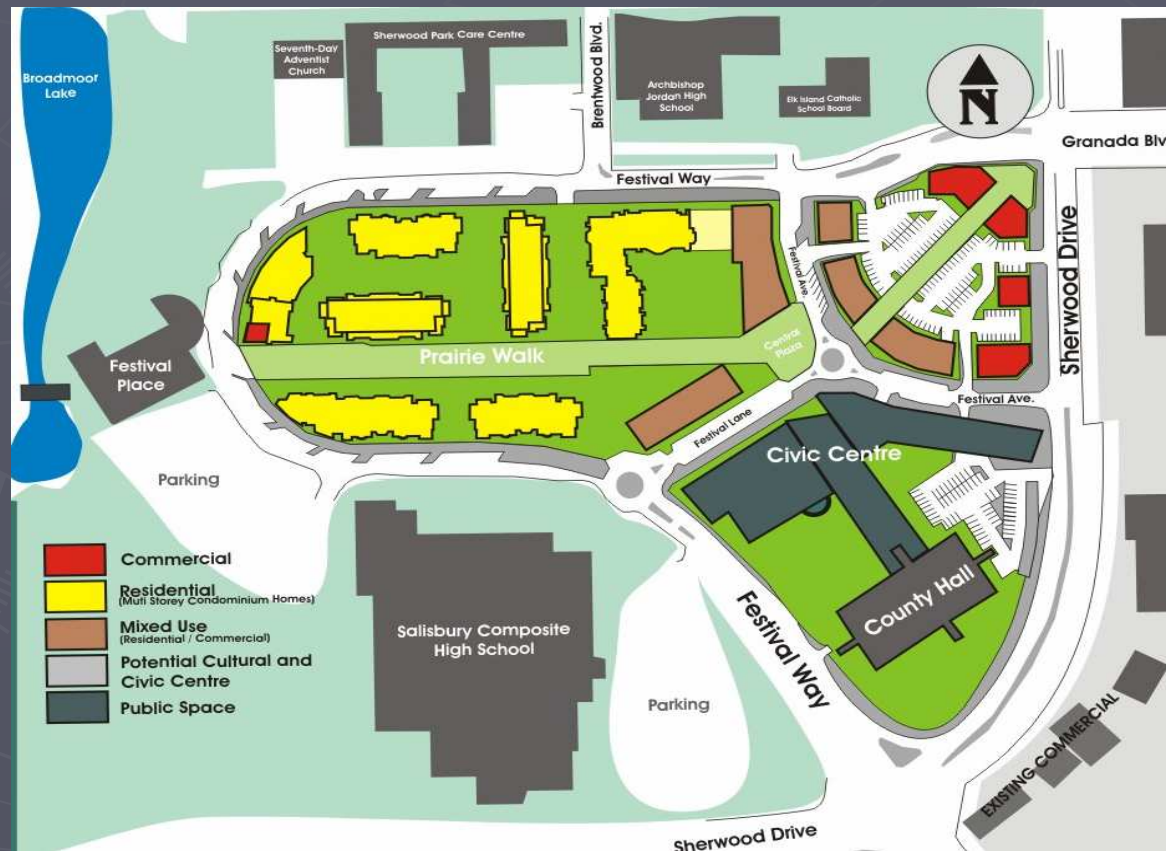 Broadmoor
Lake
Seventh-Day
Adventist
Church
Sherwood Park Care Centre
Brentwood Blvd.
Archbishop
Jordan High
School
Elk Island Catholic
School Board
N
Granada Blv
Festival Way
Festival Ave.
Sherwood Drive
Festival
Place
Prairie Walk
Central
Plaza
Festival Ave.
Festival Lane
Civic Centre
Parking
County Hall
Commercial
Residential
(Muti Storey Condominium Homes)
Mixed Use
(Residential / Commercial)
Potential Cultural and
Civic Centre
Public Space
Salisbury Composite
High School
Festival Way
Parking
EXISTING COMMERCIAL
Sherwood Drive